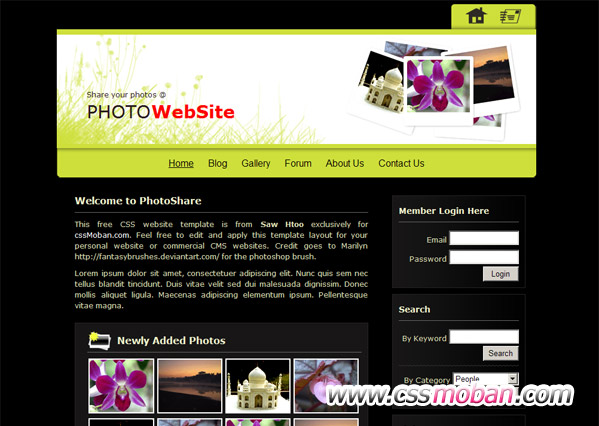 Share your photos @
PHOTOWebSite
Home Blog Gallery Forum About Us Contact Us
Welcome to PhotoShare
This free CSS website template is from Saw Htoo exclusively for
cssMoban.com. Feel free to edit and apply this template layout for your
personal website or commercial CMS websites. Credit goes to Marilyn
http://fantasybrushes.deviantart.com/ for the photoshop brush.
Lorem ipsum dolor sit amet, consectetuer adipiscing elit. Nunc quis sem nec
tellus blandit tincidunt. Duis vitae velit sed dui malesuada dignissim. Donec
mollis aliquet ligula. Maecenas adipiscing elementum ipsum. Pellentesque
vitae magna.
Newly Added Photos
Member Login Here
Email
Password
Login
Search
By Keyword
Search
By Category People
www.cssmoban.com